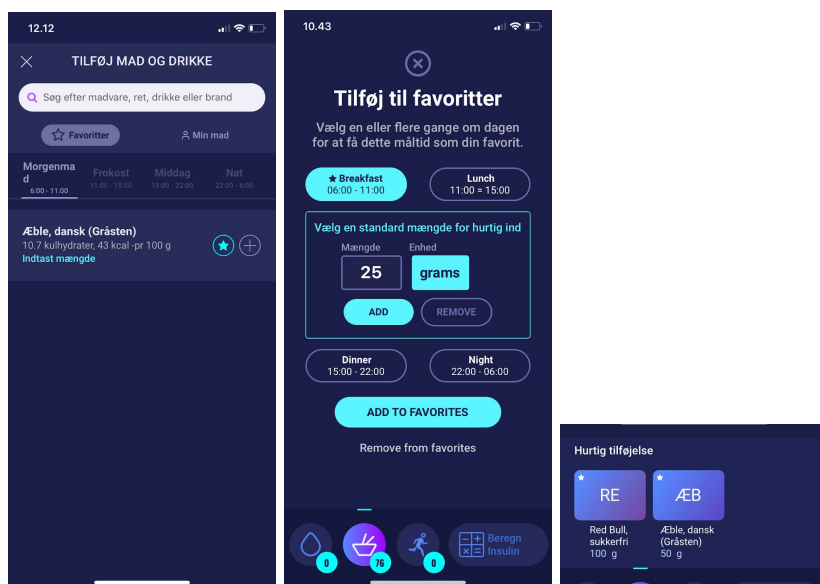 12.12
TILFØJ MAD OG DRIKKE
Søg efter madvare, ret, drikke eller brand
Favoritter
Min mad
Morgenma
d
6:00 - 11:00
Frokost
11:00 - 15:00
Middag
15:00 - 22:00
Nat
22:00 - 6:00
Æble, dansk (Gråsten)
10.7 kulhydrater, 43 kcal -pr 100 g
Indtast mængde
10.43
Tilføj til favoritter
Vælg en eller flere gange om dagen
for at få dette måltid som din favorit.
Breakfast
06:00 - 11:00
Lunch
11:00 = 15:00
Vælg en standard mængde for hurtig ind
Mængde
Enhed
25
grams
ADD
REMOVE
Dinner
15:00 - 22:00
Night
22:00 - 06:00
ADD TO FAVORITES
Remove from favorites
0
76
0
Beregn
Insulin
Hurtig tilføjelse
RE
ÆB
Red Bull,
sukkerfri
100 g
Æble, dansk
(Gråsten)
50 g